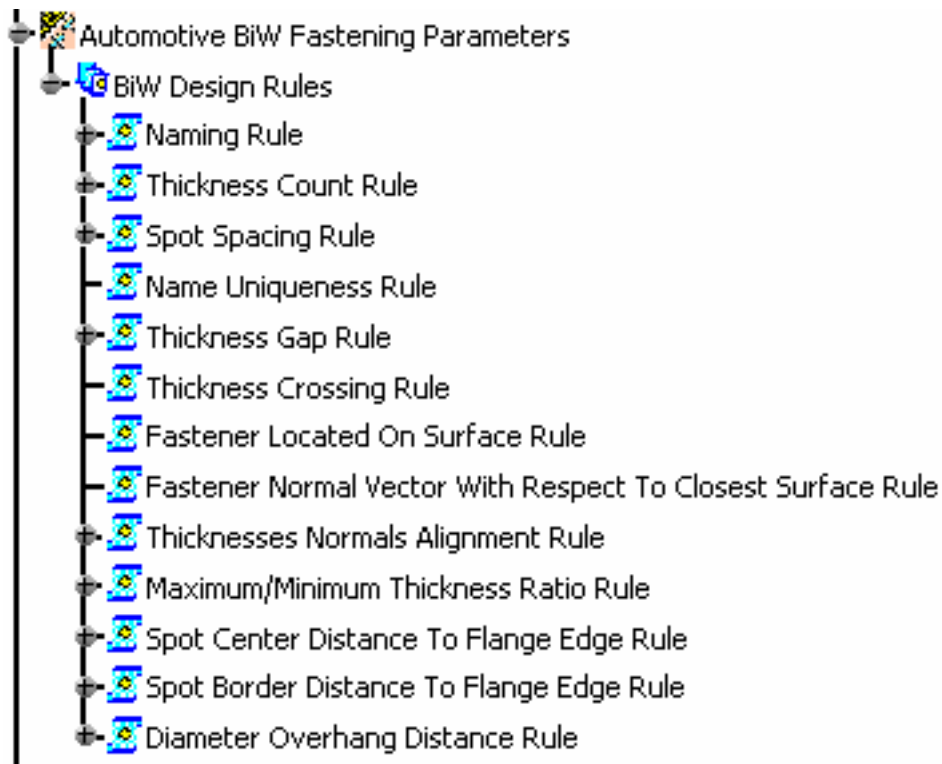 Automotive BiW Fastening Parameters
BiW Design Rules
Naming Rule
Thickness Count Rule
Spot Spacing Rule
Name Uniqueness Rule
Thickness Gap Rule
Thickness Crossing Rule
Fastener Located On Surface Rule
Fastener Normal Vector With Respect To Closest Surface Rule
Thicknesses Normals Alignment Rule
Maximum/Minimum Thickness Ratio Rule
Spot Center Distance To Flange Edge Rule
Spot Border Distance To Flange Edge Rule
Diameter Overhang Distance Rule